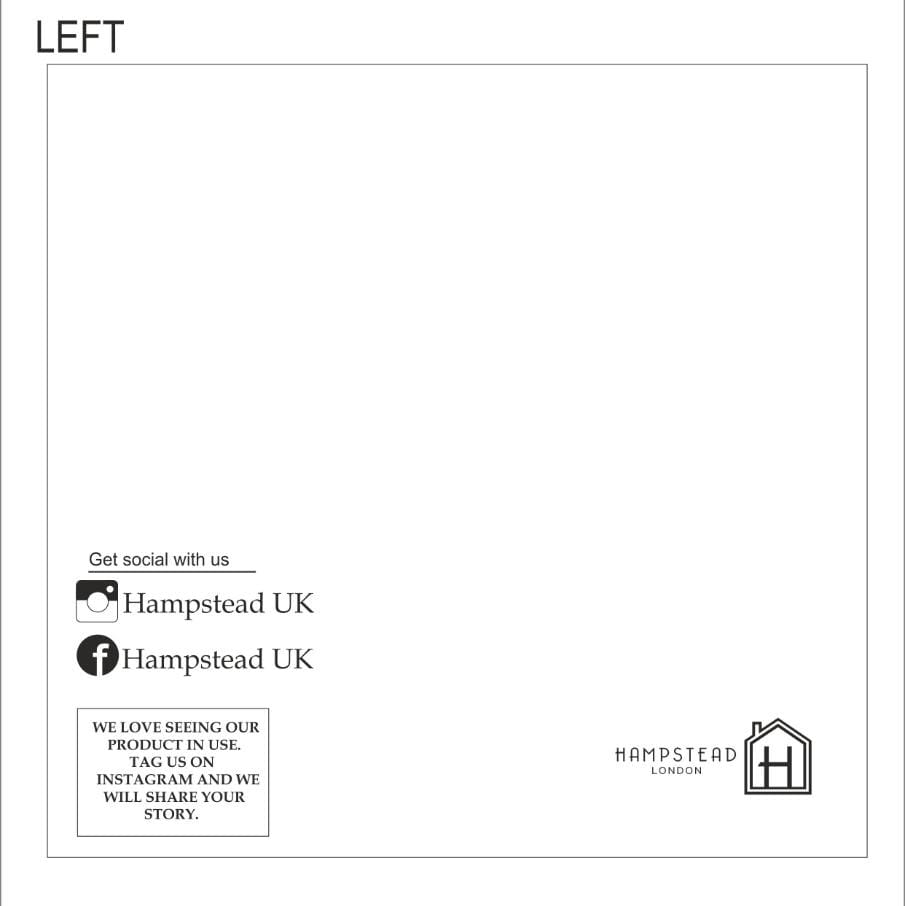 LEFT
Get social with us
Hampstead UK
Hampstead UK
WE LOVE SEEING OUR
PRODUCT IN USE.
TAG US ON
INSTAGRAM AND WE
WILL SHARE YOUR
STORY.
HAMPSTEAD
LONDON
H